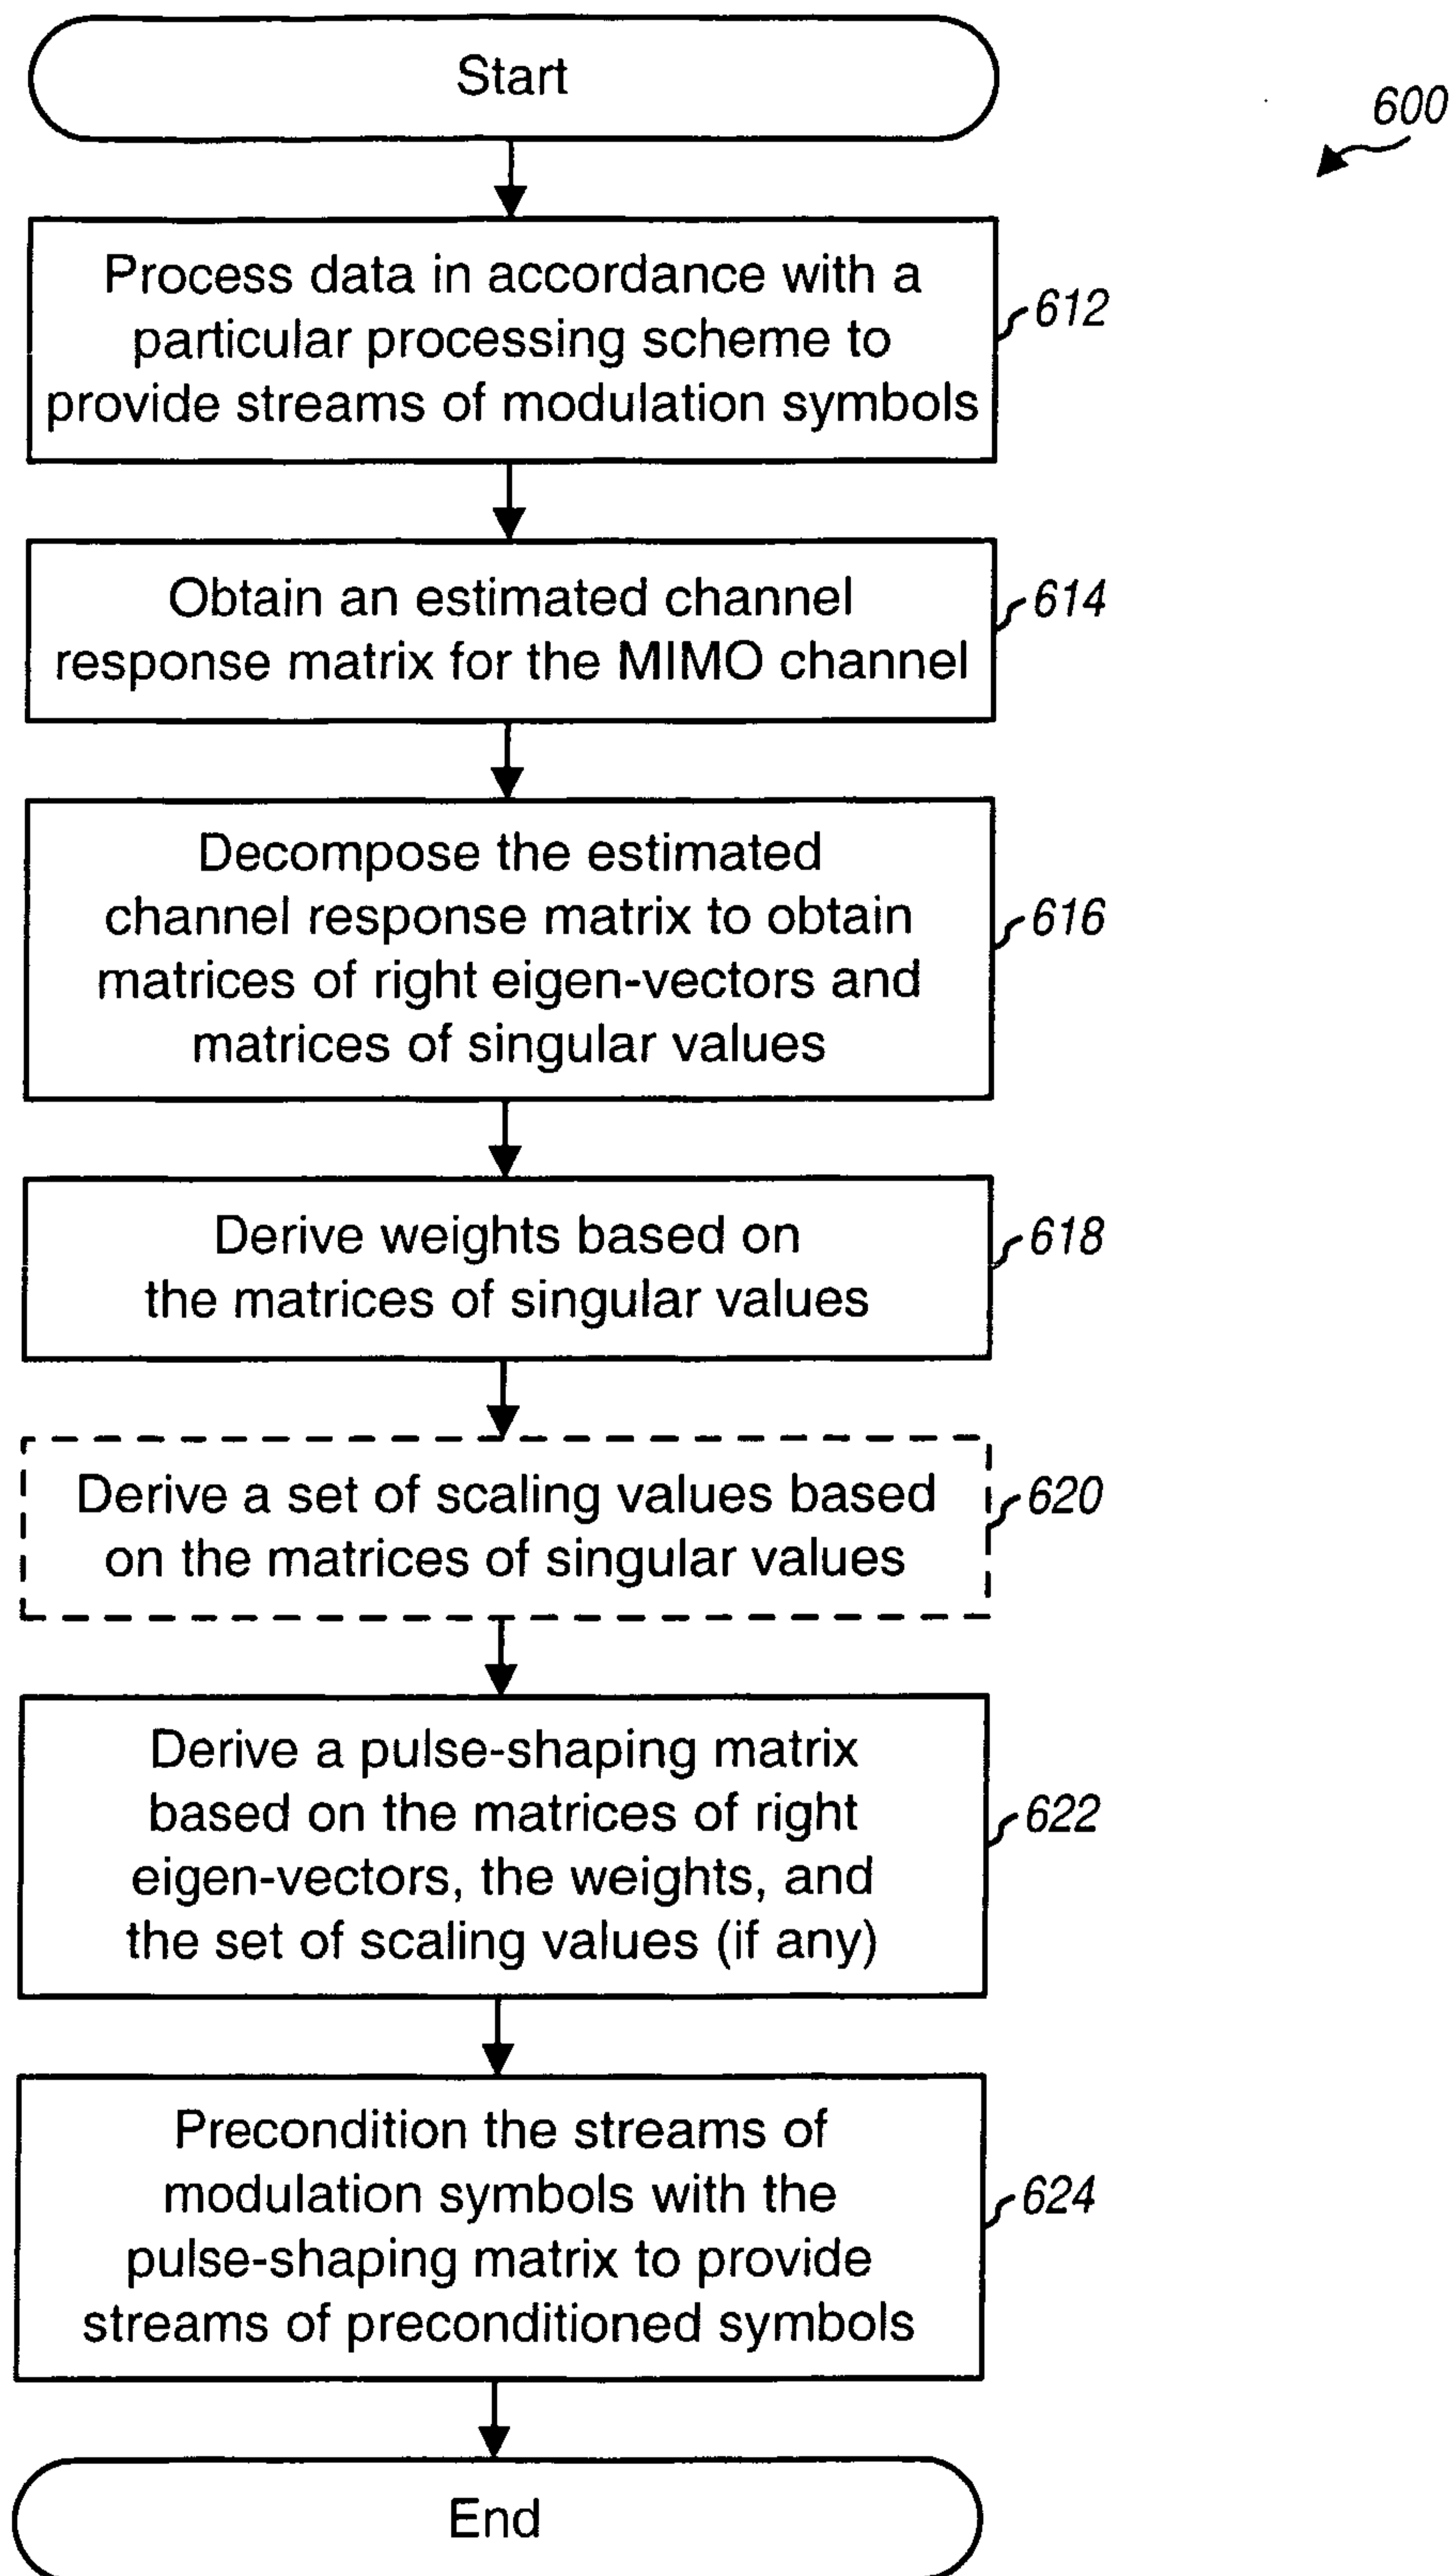 Start
600
Process data in accordance with a
particular processing scheme to
provide streams of modulation symbols
612
Obtain an estimated channel
response matrix for the MIMO channel
614
Decompose the estimated
channel response matrix to obtain
matrices of right eigen-vectors and
matrices of singular values
616
Derive weights based on
the matrices of singular values
618
Derive a set of scaling values based
on the matrices of singular values
620
Derive a pulse-shaping matrix
based on the matrices of right
eigen-vectors, the weights, and
the set of scaling values (if any)
622
Precondition the streams of
modulation symbols with the
pulse-shaping matrix to provide
streams of preconditioned symbols
624
End